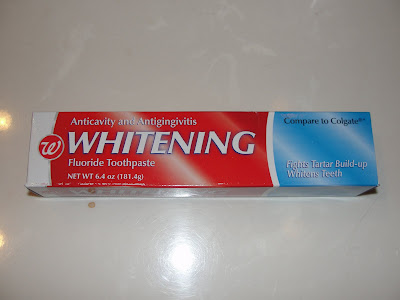 Anticavity and Antigingivitis
WHITENING
Fluoride Toothpaste
NET WT 6.4 oz (181.4g)
Compare to Colgate®*
Fights Tartar Build-up
Whitens Teeth